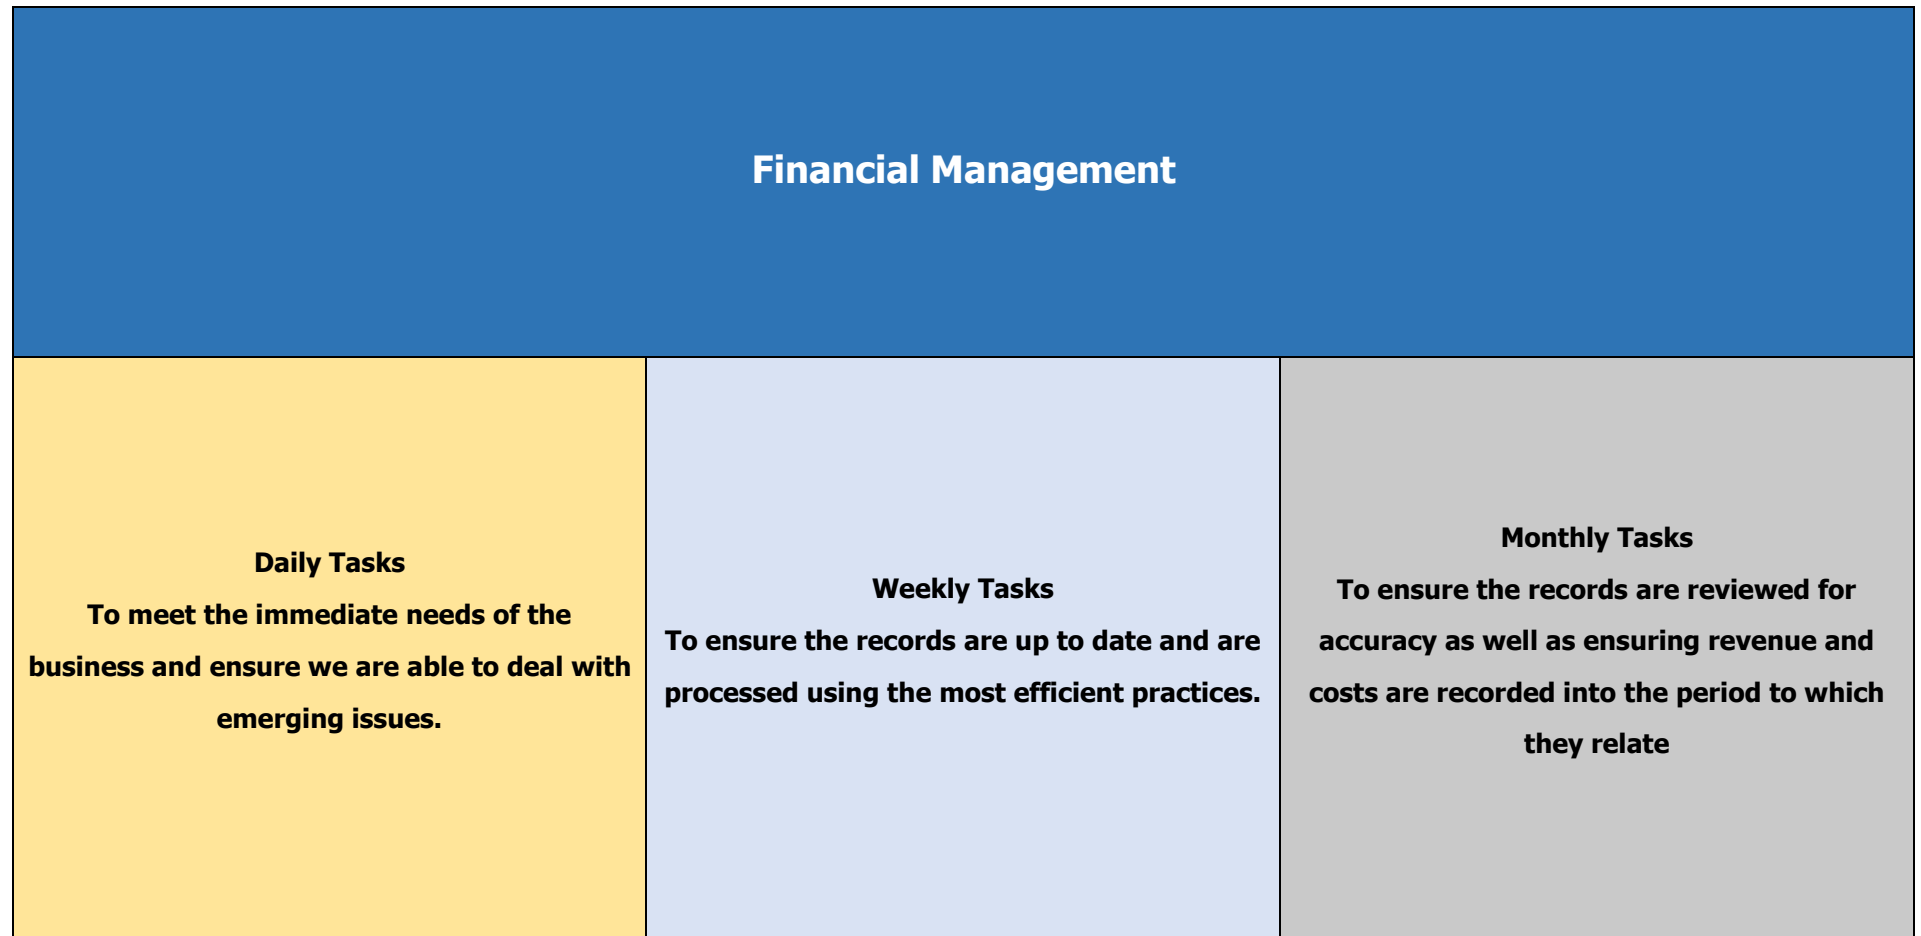 Financial Management
Daily Tasks
To meet the immediate needs of the
business and ensure we are able to deal with
emerging issues.
Weekly Tasks
To ensure the records are up to date and are
processed using the most efficient practices.
Monthly Tasks
To ensure the records are reviewed for
accuracy as well as ensuring revenue and
costs are recorded into the period to which
they relate